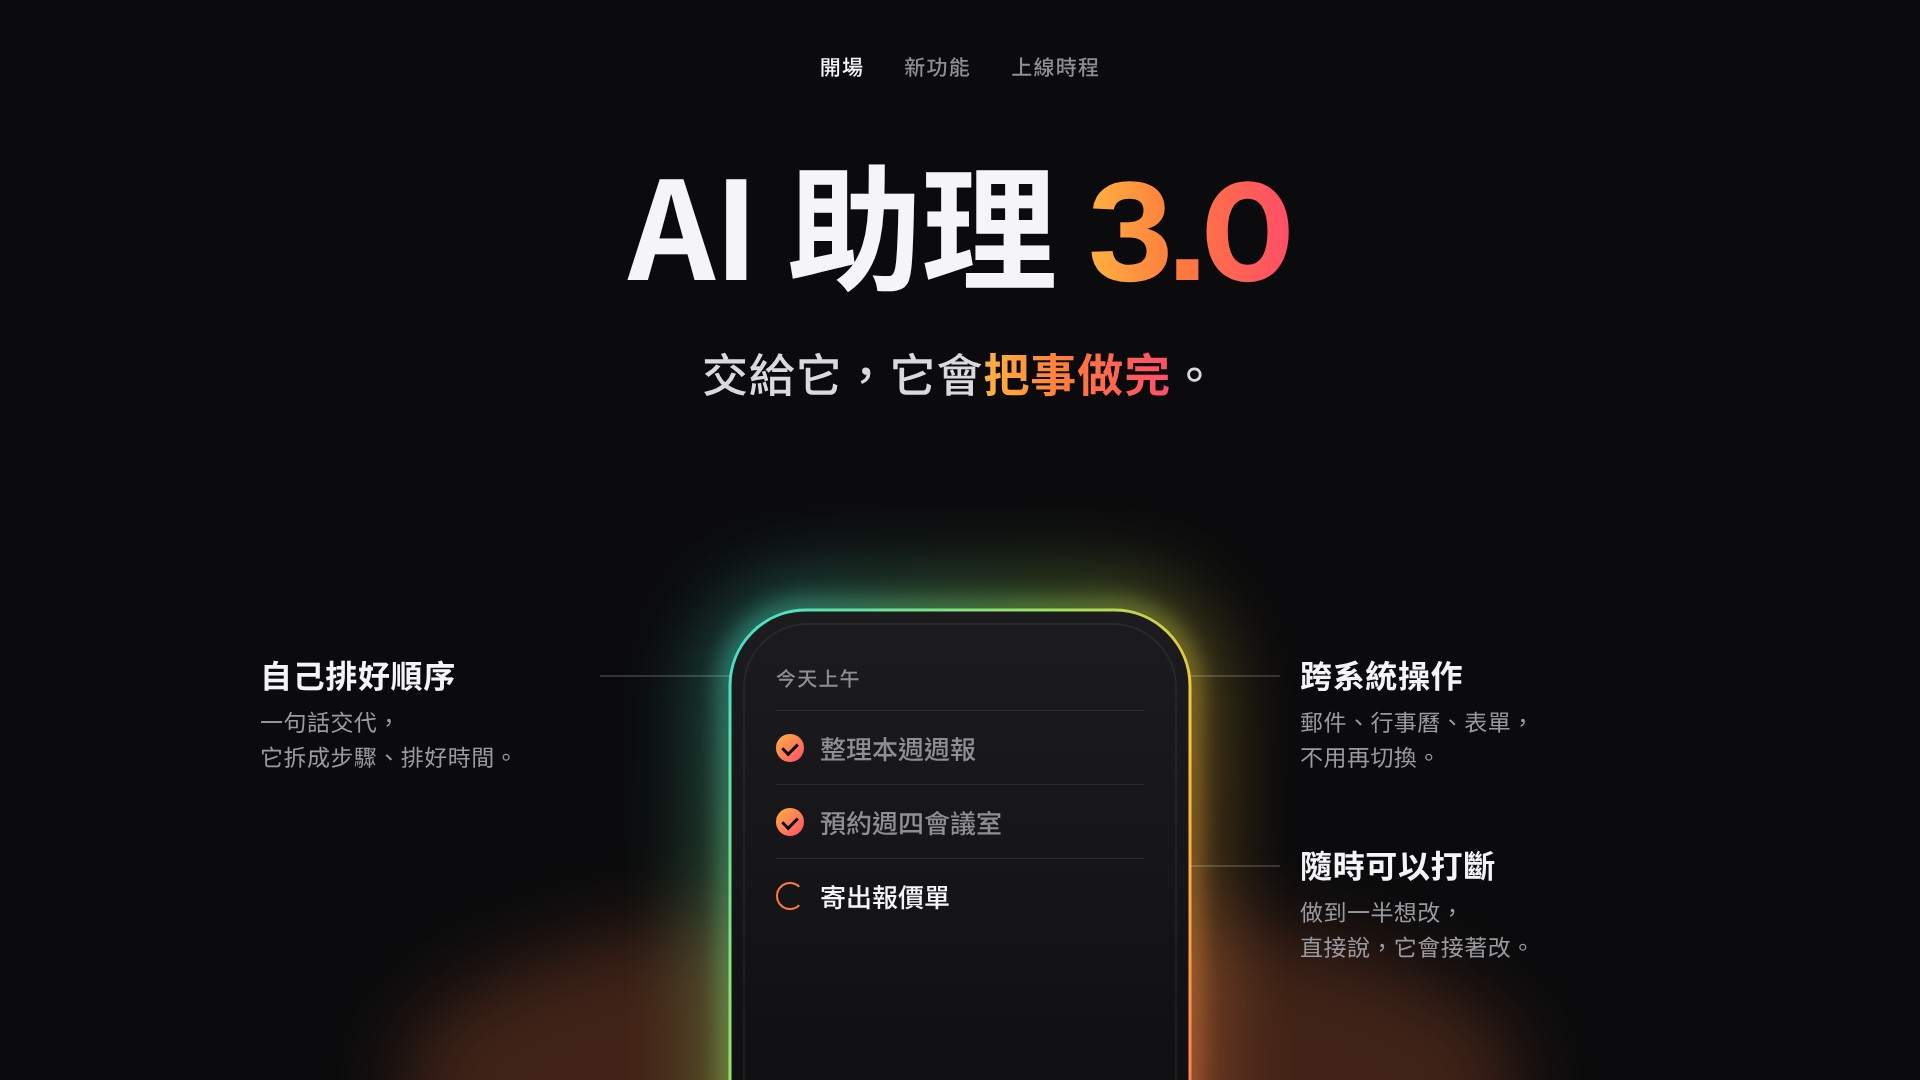 開場 新功能 上線時程
AI 助理 3.0
交給它，它會把事做完。
自己排好順序
一句話交代，
它拆成步驟、排好時間。
今天上午
整理本週週報
預約週四會議室
寄出報價單
跨系統操作
郵件、行事曆、表單，
不用再切換。
隨時可以打斷
做到一半想改，
直接說，它會接著改。